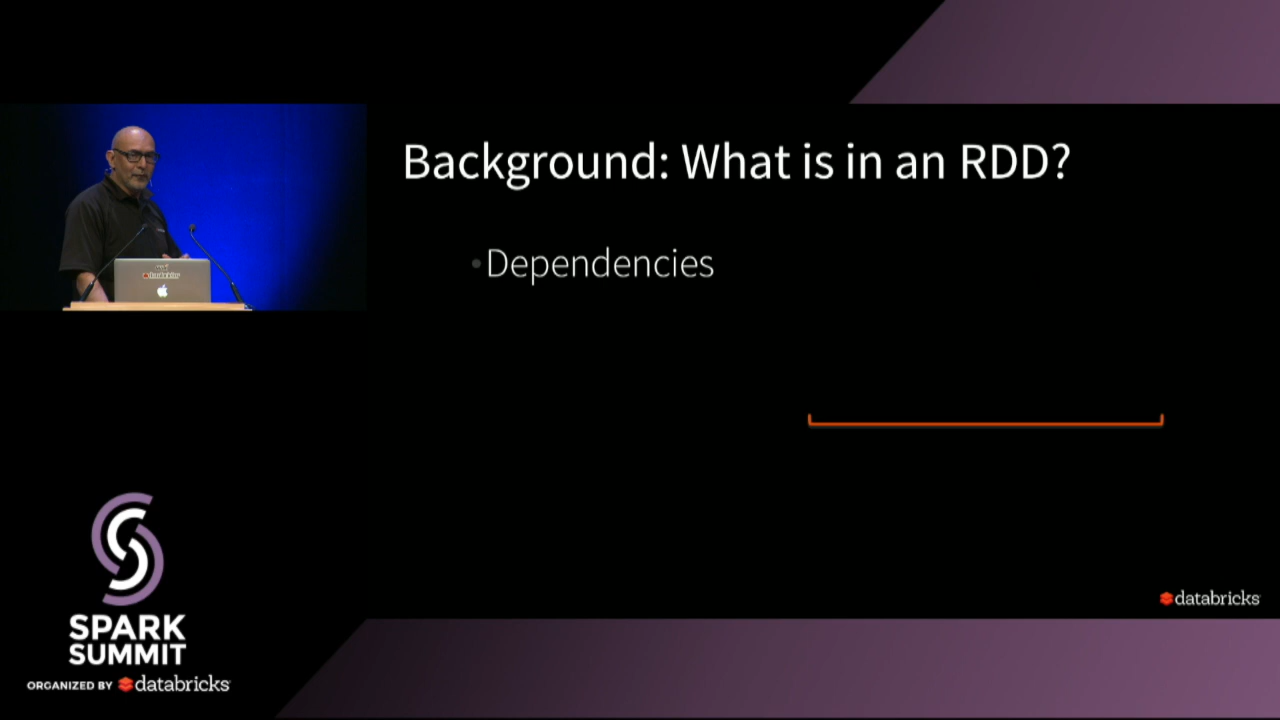 Background: What is in an RDD?
•Dependencies
databricks
SPARK
SUMMIT
ORGANIZED BY databricks